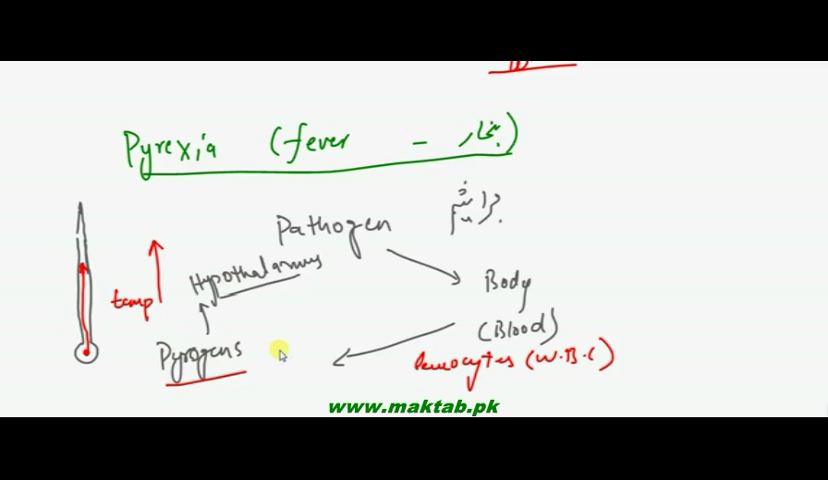 Pyrexia (fever - بخار)
Pathogen جراثیم
Hypothalamus
Body
temp
(Blood)
Pyrogens
Leucocytes (W.B.C)
www.maktab.pk